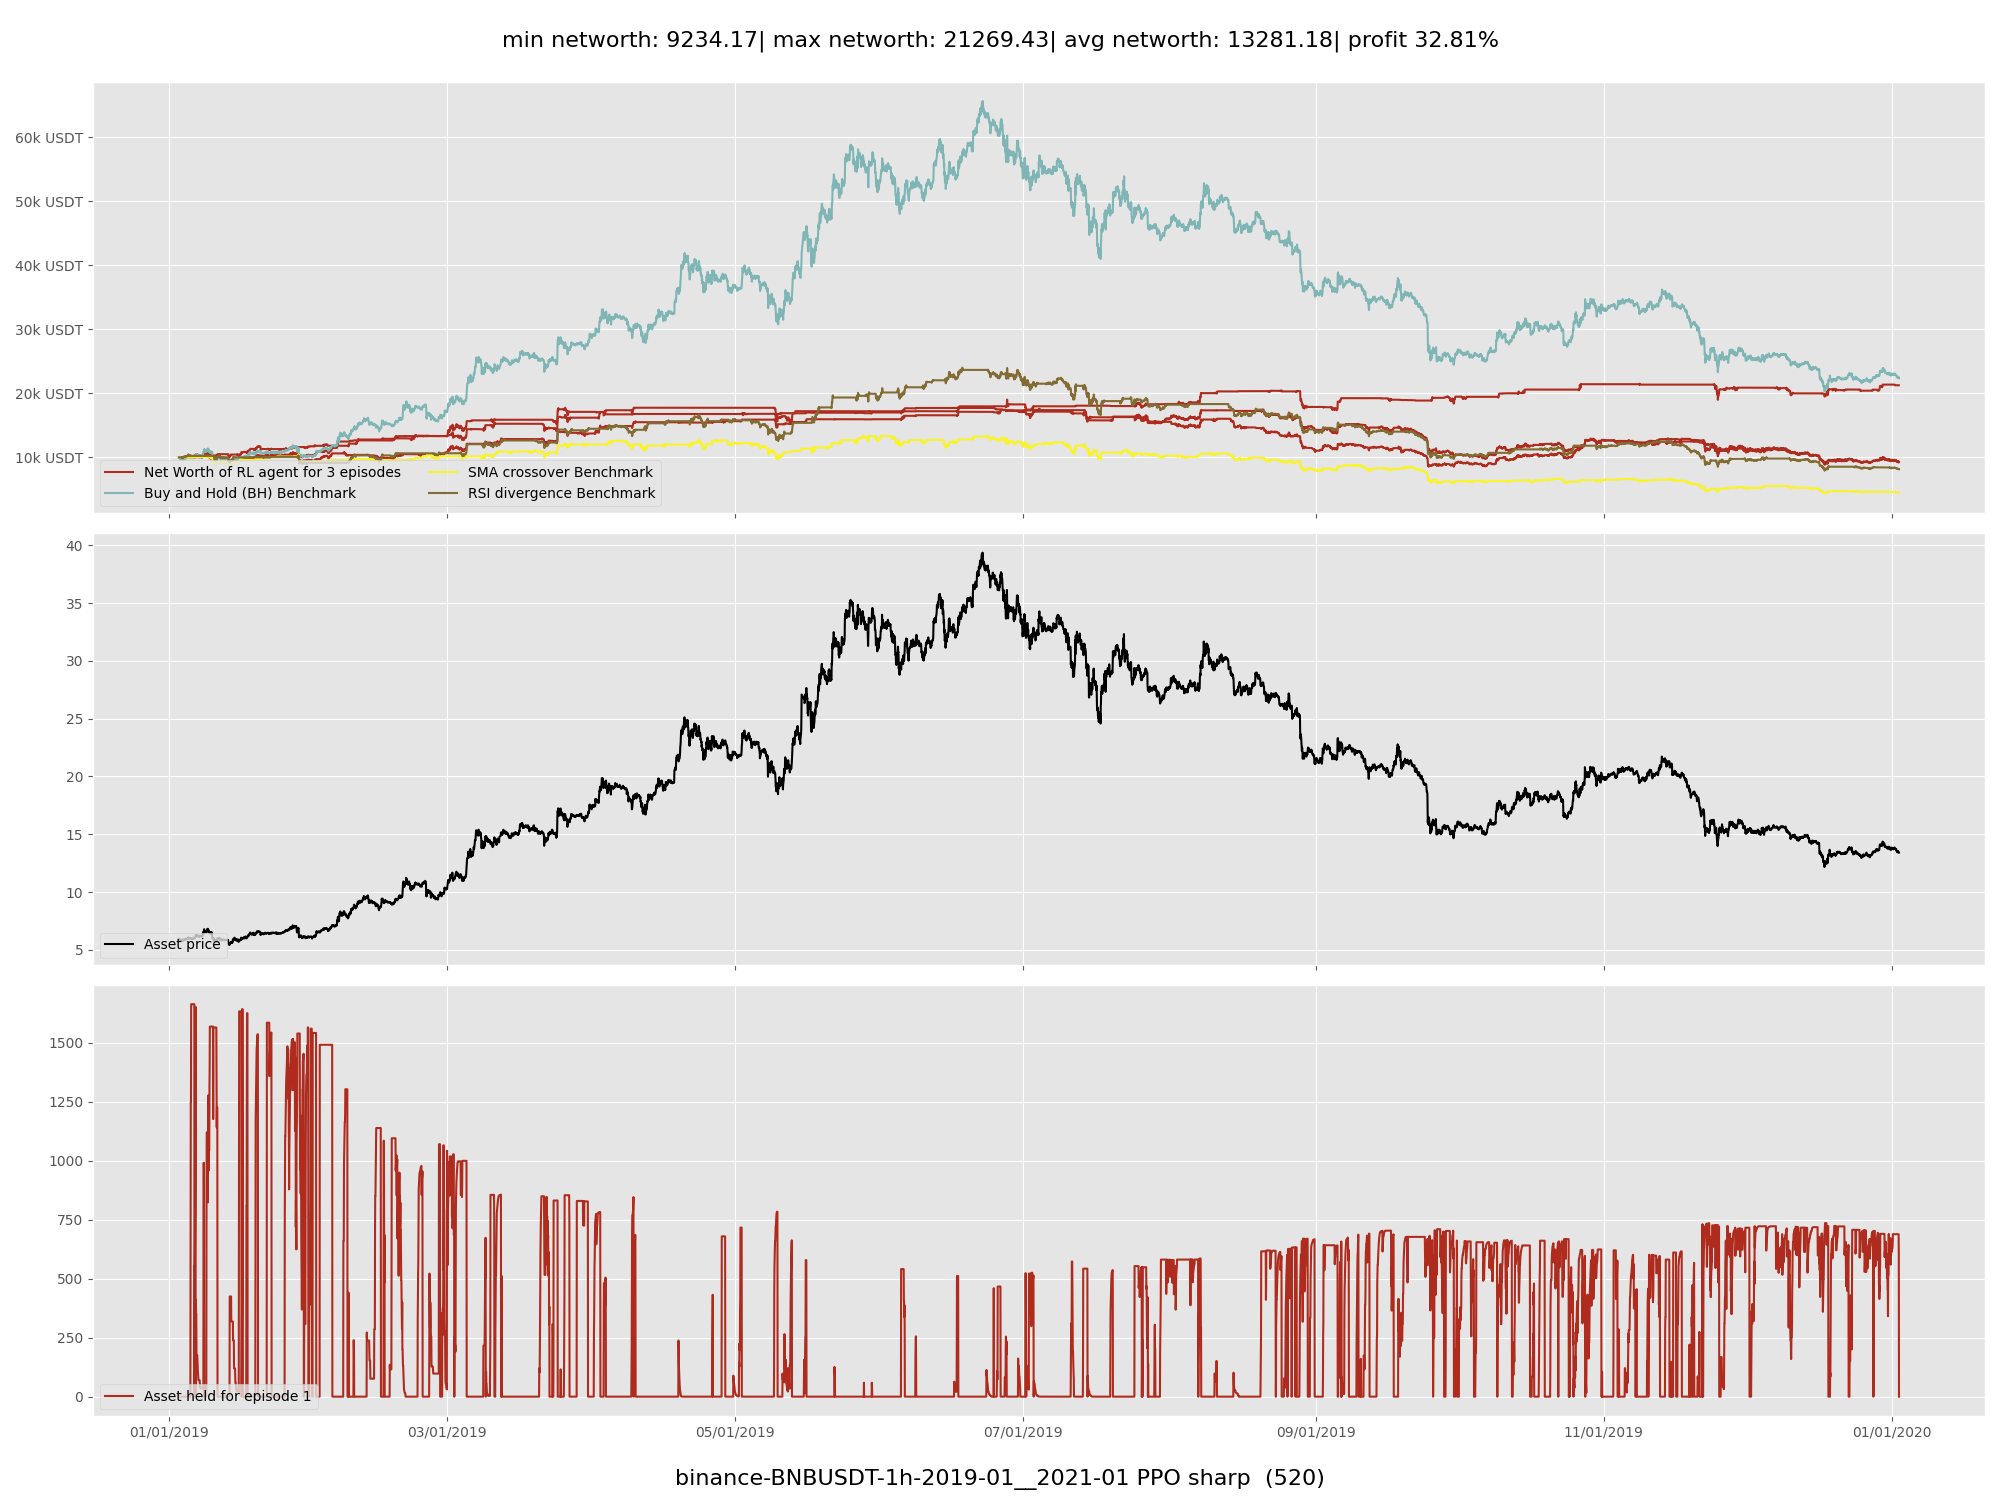 min networth: 9234.17| max networth: 21269.43| avg networth: 13281.18| profit 32.81%
60k USDT
50k USDT
40k USDT
30k USDT
20k USDT
10k USDT
Net Worth of RL agent for 3 episodes
Buy and Hold (BH) Benchmark
SMA crossover Benchmark
RSI divergence Benchmark
40
35
30
25
20
15
10
5
Asset price
1500
1250
1000
750
500
250
0
Asset held for episode 1
01/01/2019
03/01/2019
05/01/2019
07/01/2019
09/01/2019
11/01/2019
01/01/2020
binance-BNBUSDT-1h-2019-01__2021-01 PPO sharp  (520)